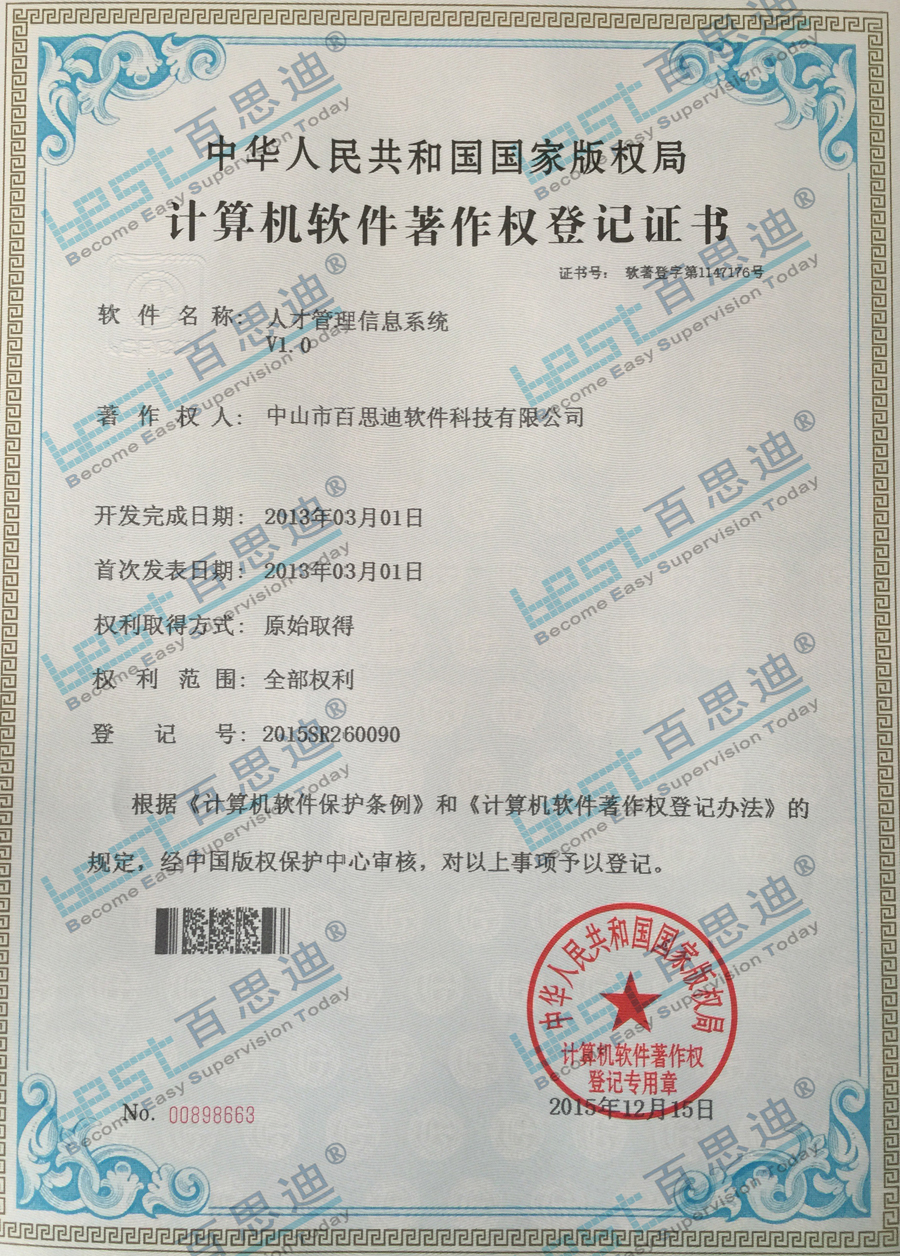 中华人民共和国国家版权局
计算机软件著作权登记证书
证书号： 软著登字第1147176号
软件名称： 人才管理信息系统
V1.0
著作权人： 中山市百思迪软件科技有限公司
开发完成日期： 2013年03月01日
首次发表日期： 2013年03月01日
权利取得方式： 原始取得
权利范围： 全部权利
登记号： 2015SR260090
根据《计算机软件保护条例》和《计算机软件著作权登记办法》的
规定，经中国版权保护中心审核，对以上事项予以登记。
中华人民共和国国家版权局
计算机软件著作权
登记专用章
No. 00898663
2015年12月15日
百思迪®
Become Easy Supervision Today